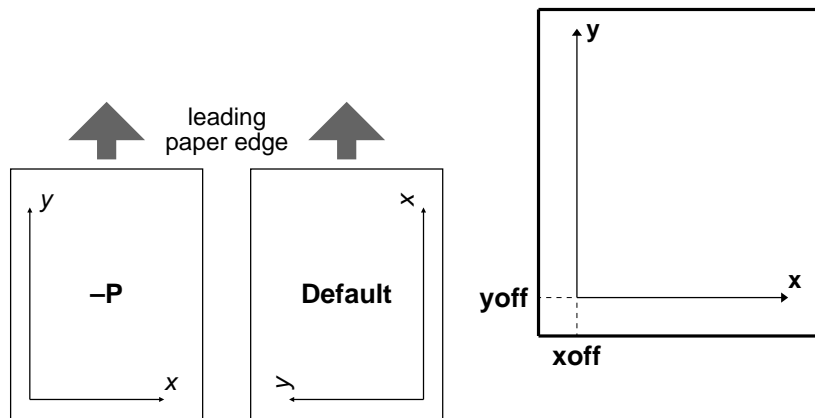 leading
paper edge
y
–P
x
x
Default
y
y
x
yoff
xoff